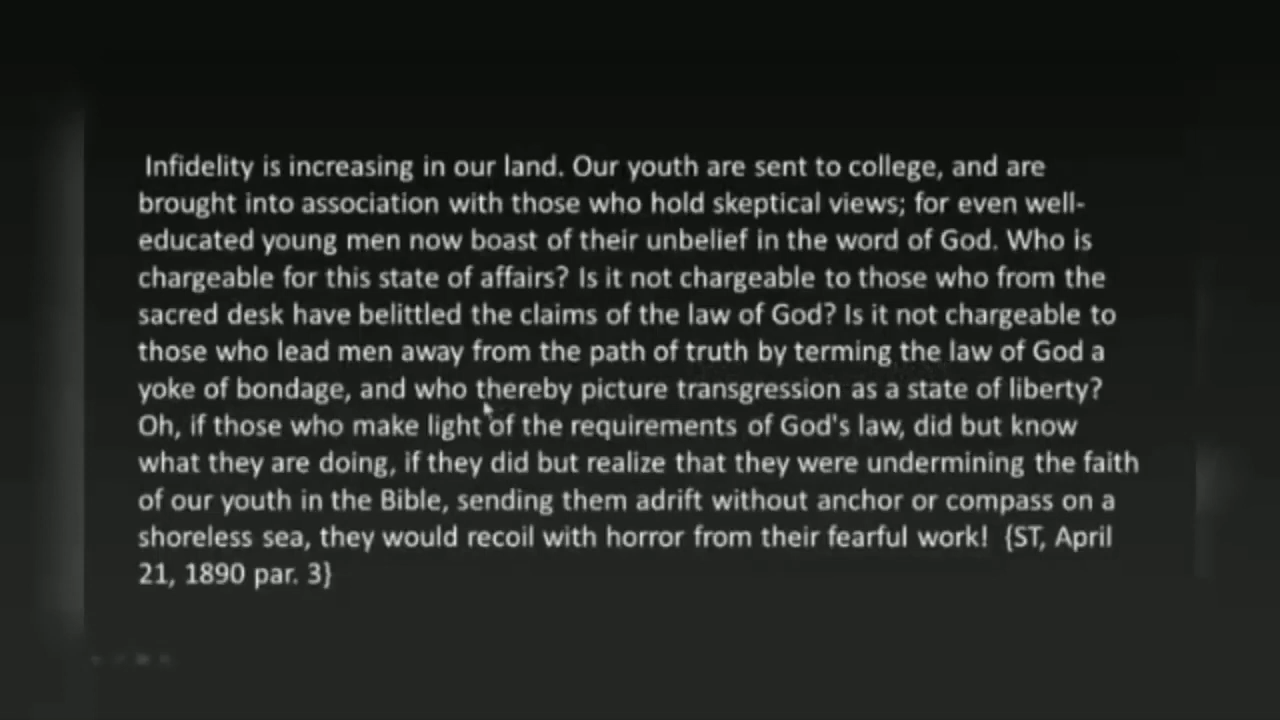 Infidelity is increasing in our land. Our youth are sent to college, and are
brought into association with those who hold skeptical views; for even well-
educated young men now boast of their unbelief in the word of God. Who is
chargeable for this state of affairs? Is it not chargeable to those who from the
sacred desk have belittled the claims of the law of God? Is it not chargeable to
those who lead men away from the path of truth by terming the law of God a
yoke of bondage, and who thereby picture transgression as a state of liberty?
Oh, if those who make light of the requirements of God's law, did but know
what they are doing, if they did but realize that they were undermining the faith
of our youth in the Bible, sending them adrift without anchor or compass on a
shoreless sea, they would recoil with horror from their fearful work!  {ST, April
21, 1890 par. 3}